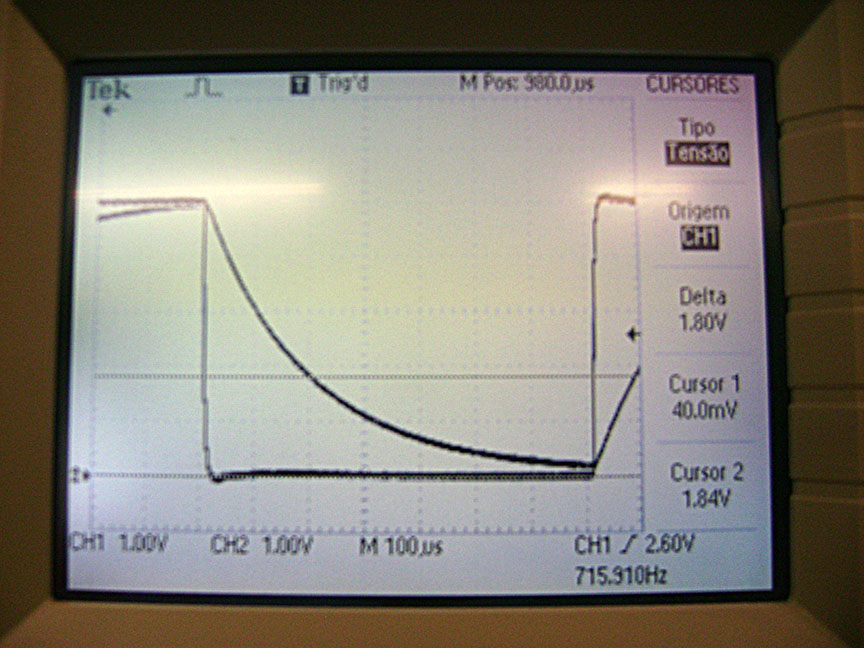 Tek
T Trig'd
M Pos: 980.0µs
CURSORES
Tipo
Tensão
Origem
CH1
Delta
1.80V
Cursor 1
40.0mV
Cursor 2
1.84V
2
CH1 1.00V
CH2 1.00V
M 100µs
CH1 2.60V
715.910Hz